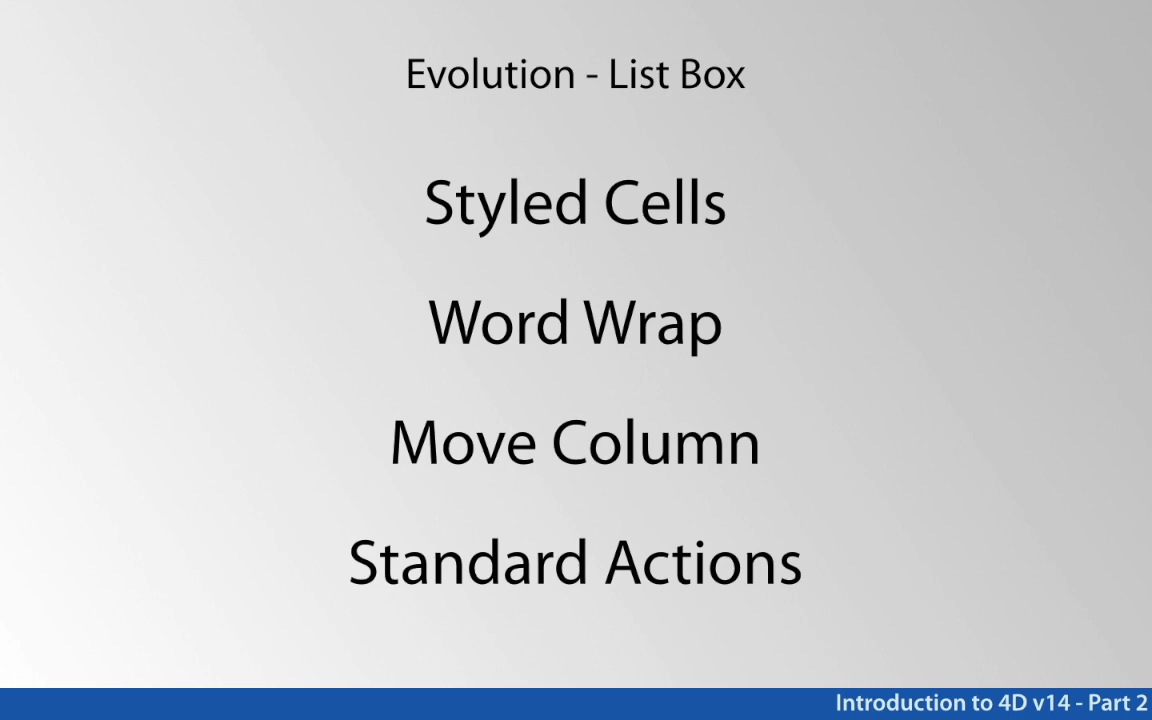 Evolution - List Box
Styled Cells
Word Wrap
Move Column
Standard Actions
Introduction to 4D v14 - Part 2